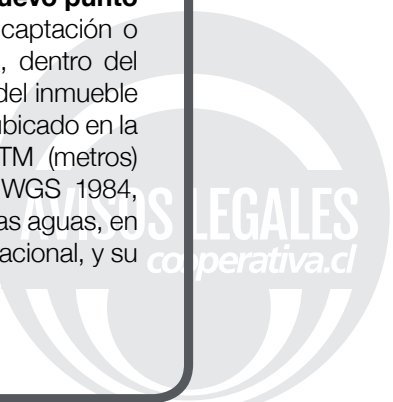 uevo punto
captación o
, dentro del
del inmueble
ubicado en la
TM (metros)
WGS 1984,
as aguas, en
acional, y su
AVISOS LEGALES
cooperativa.cl